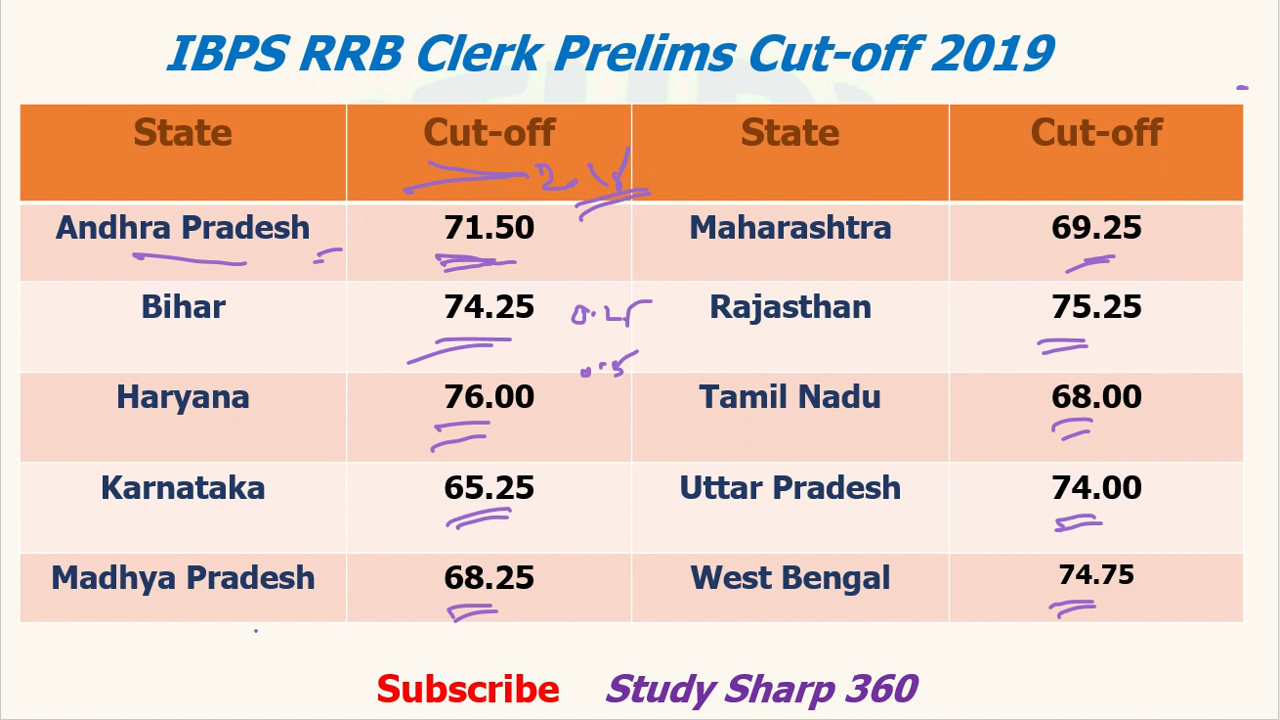 IBPS RRB Clerk Prelims Cut-off 2019
State Cut-off State Cut-off
Andhra Pradesh 71.50 Maharashtra 69.25
Bihar 74.25 Rajasthan 75.25
Haryana 76.00 Tamil Nadu 68.00
Karnataka 65.25 Uttar Pradesh 74.00
Madhya Pradesh 68.25 West Bengal 74.75
Subscribe Study Sharp 360